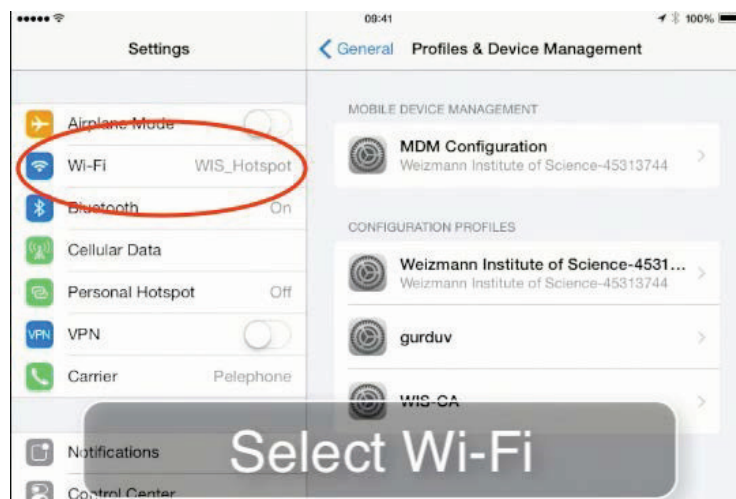 09:41
100%
Settings
General
Profiles & Device Management
Airplane Mode
Wi-Fi
WIS_Hotspot
Bluetooth
On
Cellular Data
Personal Hotspot
Off
VPN
VPN
Carrier
Pelephone
Notifications
Control Center
MOBILE DEVICE MANAGEMENT
MDM Configuration
Weizmann Institute of Science-45313744
CONFIGURATION PROFILES
Weizmann Institute of Science-4531...
Weizmann Institute of Science-45313744
gurduv
WIS-CA
Select Wi-Fi